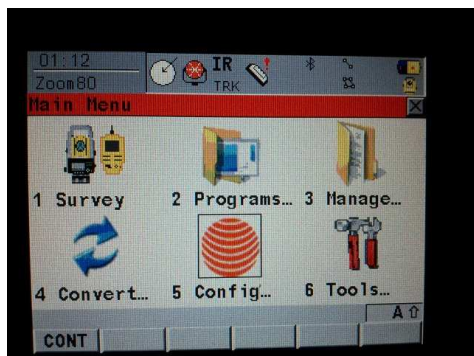 01:12
IR
Zoom80
TRK
Main Menu
1 Survey
2 Programs…
3 Manage…
4 Convert…
5 Config…
6 Tools…
A
CONT